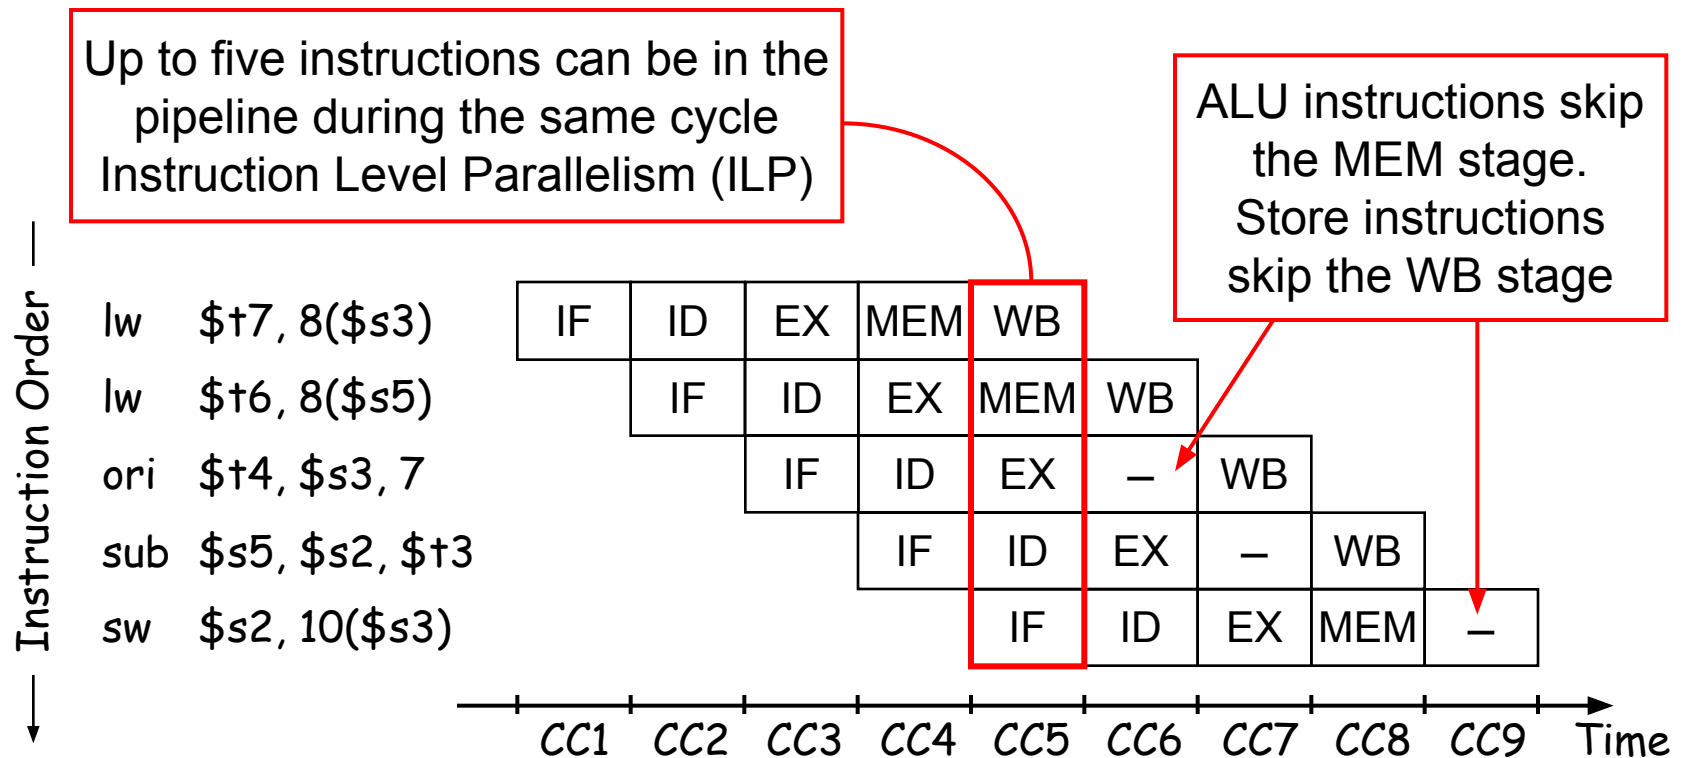 Up to five instructions can be in the
pipeline during the same cycle
Instruction Level Parallelism (ILP)
ALU instructions skip
the MEM stage.
Store instructions
skip the WB stage
Instruction Order
lw $t7, 8($s3) IF ID EX MEM WB
lw $t6, 8($s5) IF ID EX MEM WB
ori $t4, $s3, 7 IF ID EX – WB
sub $s5, $s2, $t3 IF ID EX – WB
sw $s2, 10($s3) IF ID EX MEM –
CC1 CC2 CC3 CC4 CC5 CC6 CC7 CC8 CC9 Time